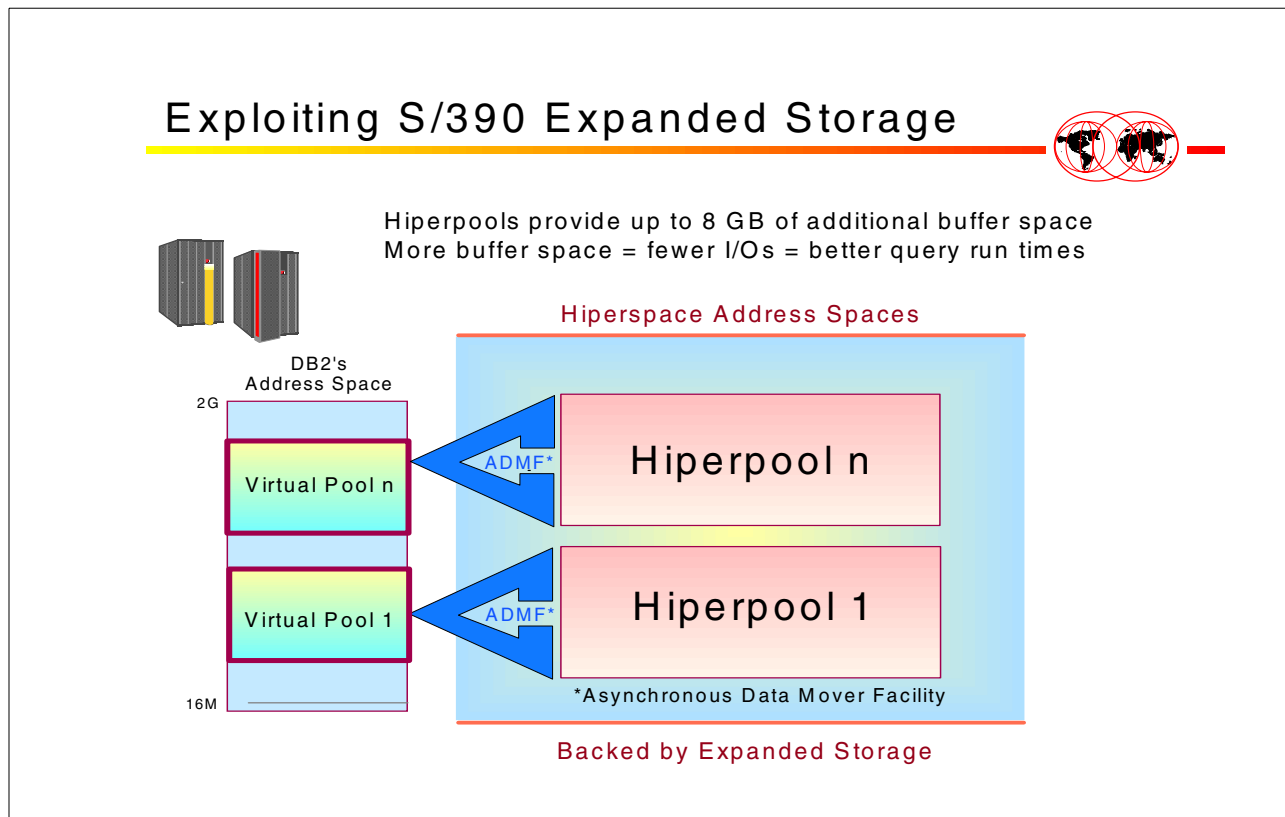 Exploiting S/390 Expanded Storage
Hiperpools provide up to 8 GB of additional buffer space
More buffer space = fewer I/Os = better query run times
Hiperspace Address Spaces
DB2's
Address Space
2G
Virtual Pool n
ADMF*
Hiperpool n
Virtual Pool 1
ADMF*
Hiperpool 1
16M
*Asynchronous Data Mover Facility
Backed by Expanded Storage